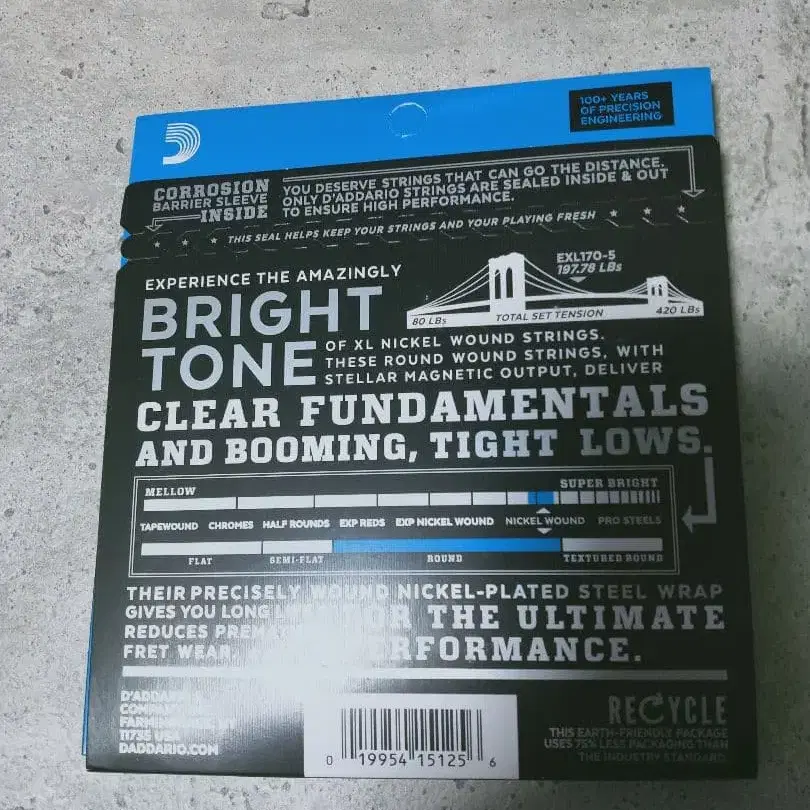 100+ YEARS
OF PRECISION
ENGINEERING
CORROSION
BARRIER SLEEVE
INSIDE
YOU DESERVE STRINGS THAT CAN GO THE DISTANCE.
ONLY D'ADDARIO STRINGS ARE SEALED INSIDE & OUT
TO ENSURE HIGH PERFORMANCE.
THIS SEAL HELPS KEEP YOUR STRINGS AND YOUR PLAYING FRESH
EXL170-5
197.78 LBs
80 LBs
TOTAL SET TENSION
420 LBs
EXPERIENCE THE AMAZINGLY
BRIGHT
TONE
OF XL NICKEL WOUND STRINGS.
THESE ROUND WOUND STRINGS, WITH
STELLAR MAGNETIC OUTPUT, DELIVER
CLEAR FUNDAMENTALS
AND BOOMING, TIGHT LOWS.
MELLOW
SUPER BRIGHT
TAPEWOUND CHROMES HALF ROUNDS EXP REDS EXP NICKEL WOUND NICKEL WOUND PRO STEELS
FLAT SEMI-FLAT ROUND TEXTURED ROUND
THEIR PRECISELY WOUND NICKEL-PLATED STEEL WRAP
GIVES YOU LONG THE ULTIMATE
REDUCES
FRET WEAR
D'ADDARIO
11735 USA
DADDARIO.COM
0 19954 15125 6
RECYCLE
THIS EARTH-FRIENDLY PACKAGE
USES 75% LESS PACKAGING THAN
THE INDUSTRY STANDARD.